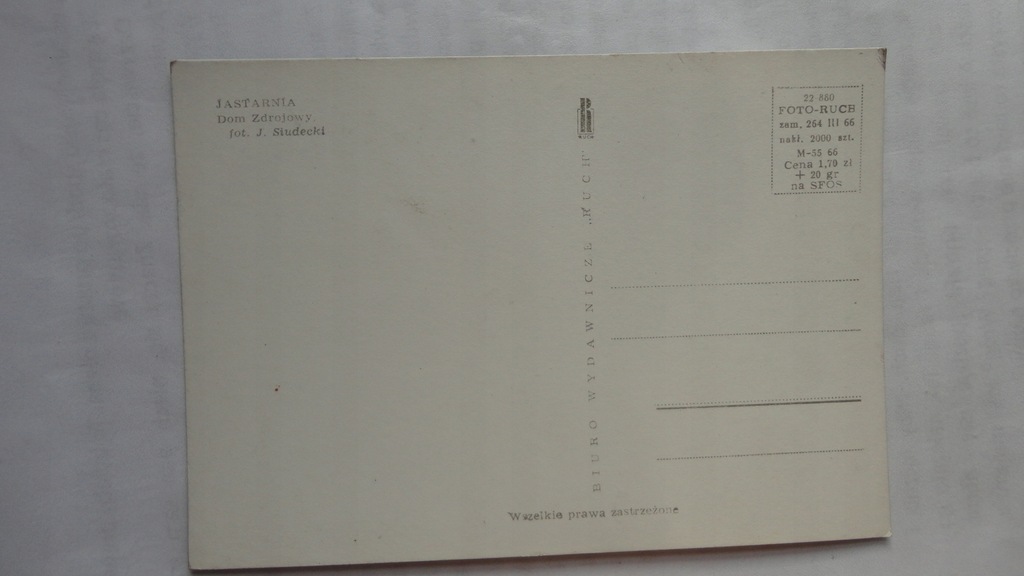 JASTARNIA
Dom Zdrojowy
fot. J. Siudecki
BIURO WYDAWNICZE „RUCH"
22-860
FOTO-RUCH
zam. 264 III 66
nakł. 2000 szt.
M-55 66
Cena 1,70 zł
+ 20 gr
na SFOS
Wszelkie prawa zastrzeżone